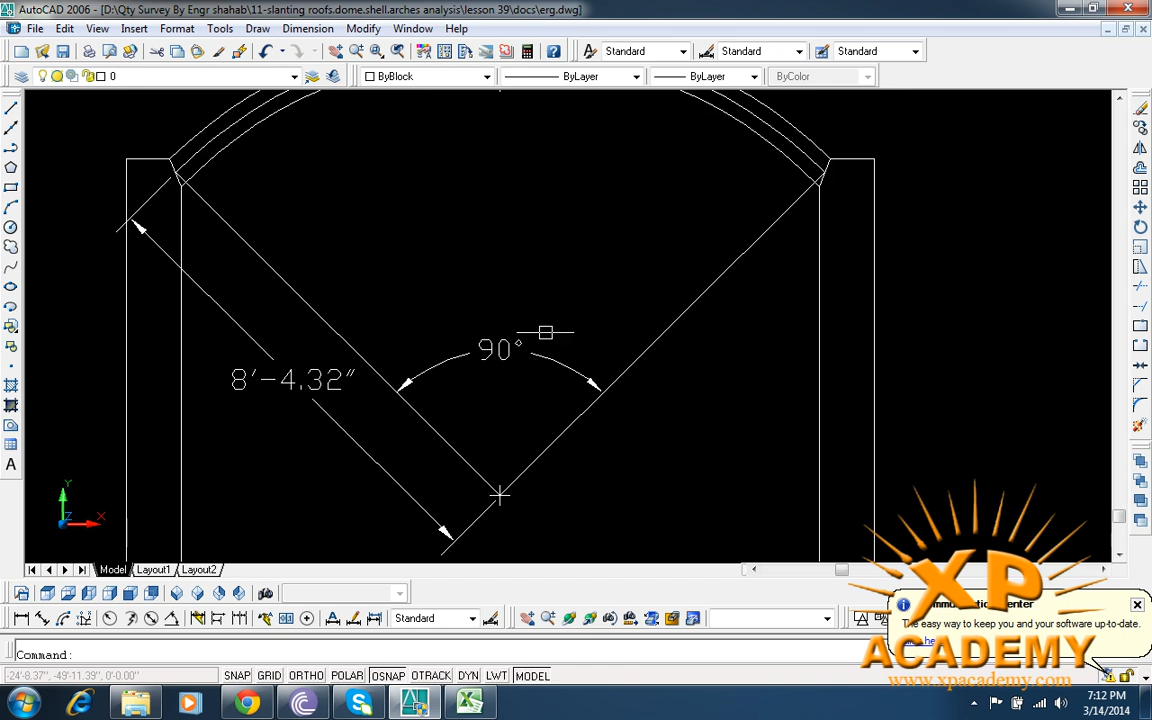 AutoCAD 2006 - [D:\Qty Survey By Engr shahab\11-slanting roofs.dome.shell.arches analysis\lesson 39\docs\erg.dwg]
File Edit View Insert Format Tools Draw Dimension Modify Window Help
Standard Standard Standard
0 ByBlock ByLayer ByLayer ByColor
90°
8'-4.32"
Y
Z X
Model Layout1 Layout2
Standard
The easy way to keep you and your software up-to-date.
Command:
-24'-8.37", -49'-11.39", 0'-0.00" SNAP GRID ORTHO POLAR OSNAP OTRACK DYN LWT MODEL
XP
ACADEMY
www.xpacademy.com
7:12 PM
3/14/2014